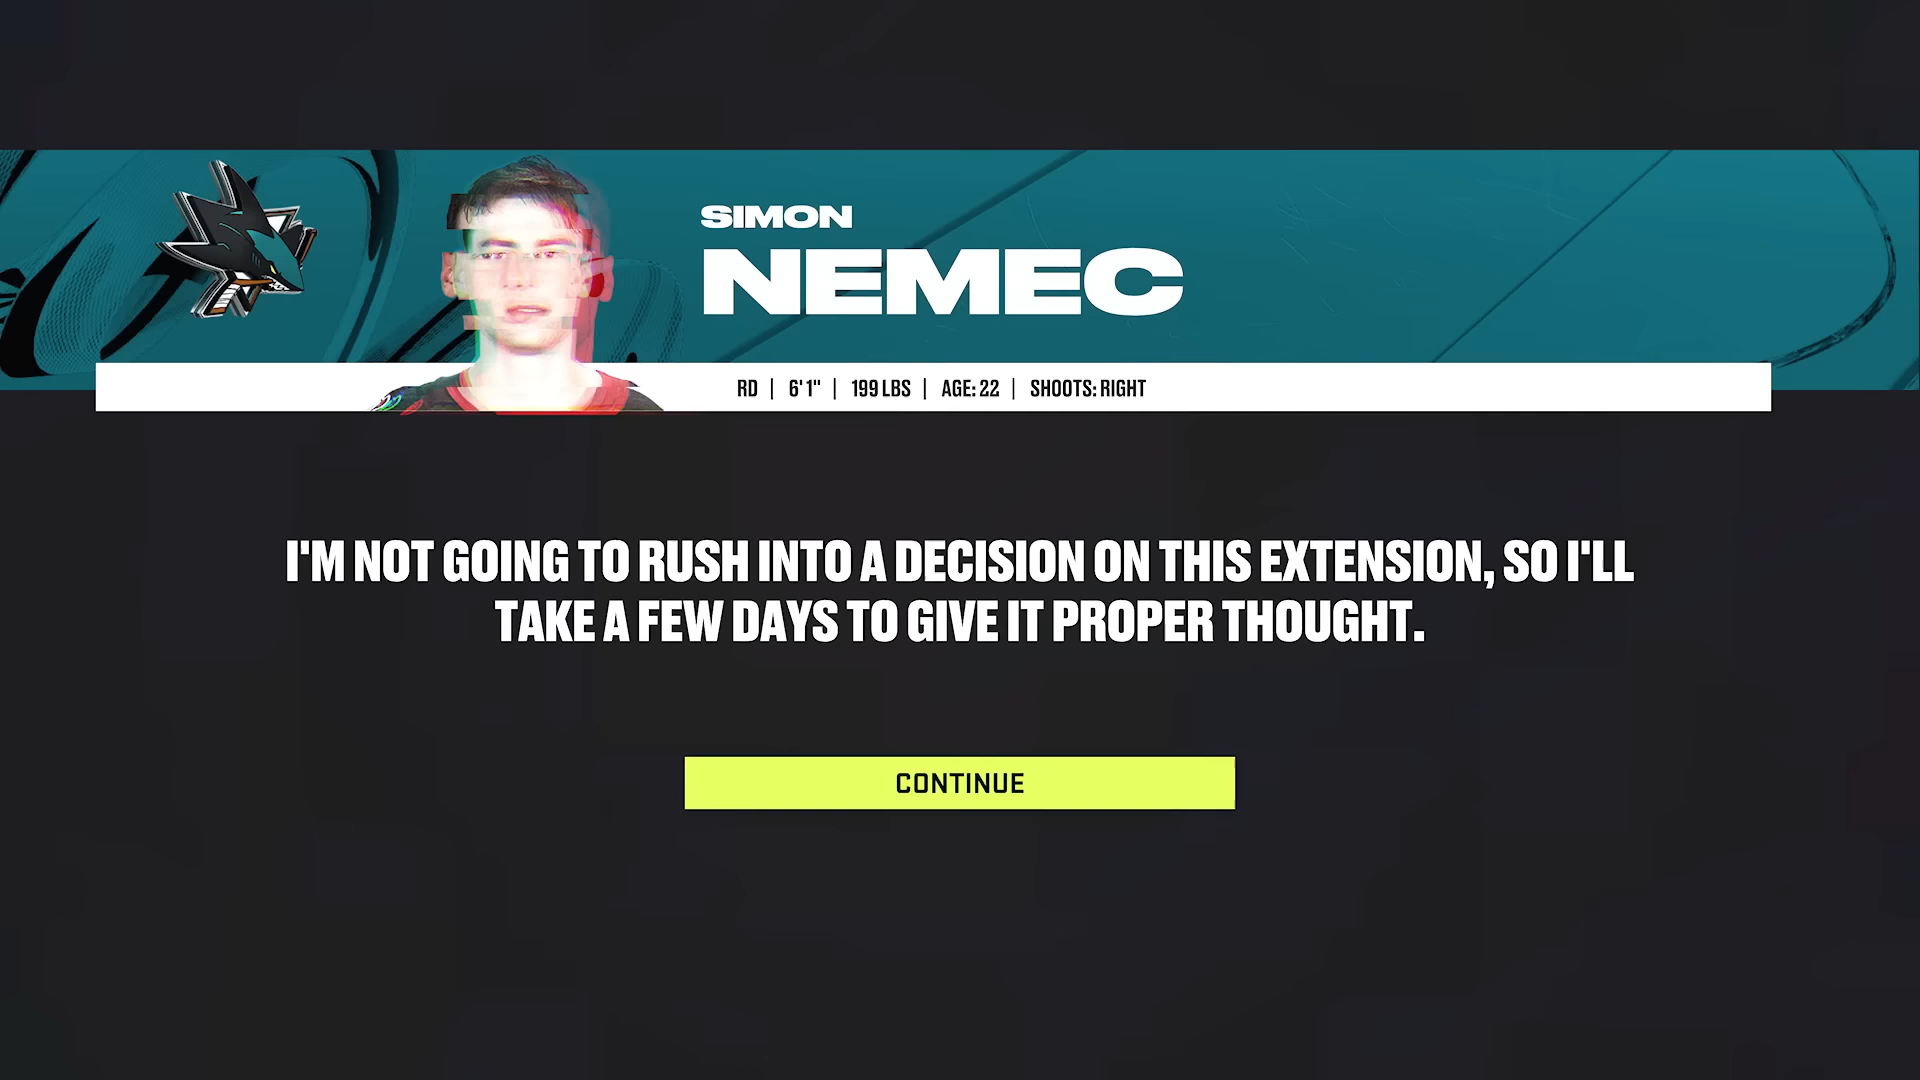 SIMON
NEMEC
RD | 6'1" | 199 LBS | AGE: 22 | SHOOTS: RIGHT
I'M NOT GOING TO RUSH INTO A DECISION ON THIS EXTENSION, SO I'LL
TAKE A FEW DAYS TO GIVE IT PROPER THOUGHT.
CONTINUE